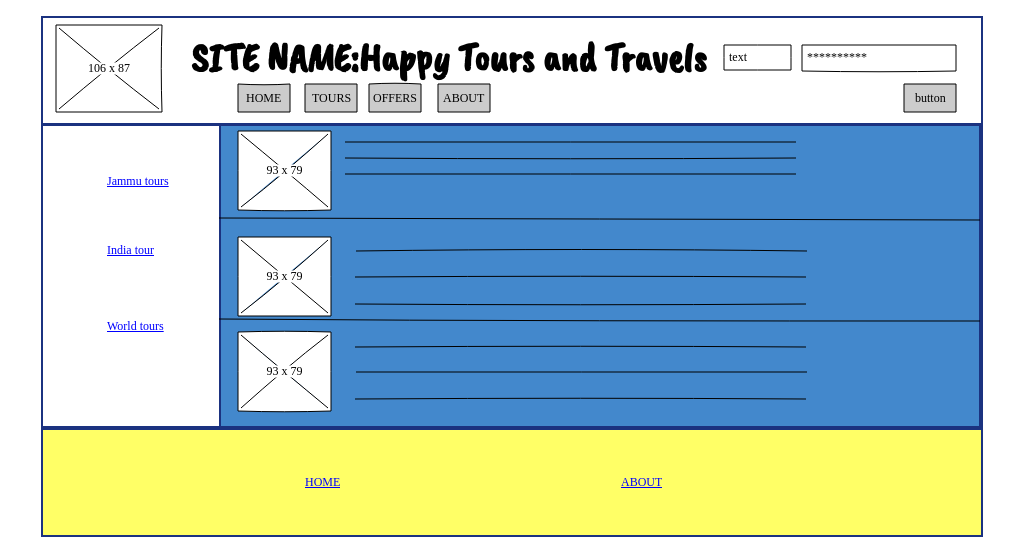 106 x 87
SITE NAME:Happy Tours and Travels
text
**********
HOME
TOURS
OFFERS
ABOUT
button
Jammu tours
India tour
World tours
93 x 79
93 x 79
93 x 79
HOME
ABOUT